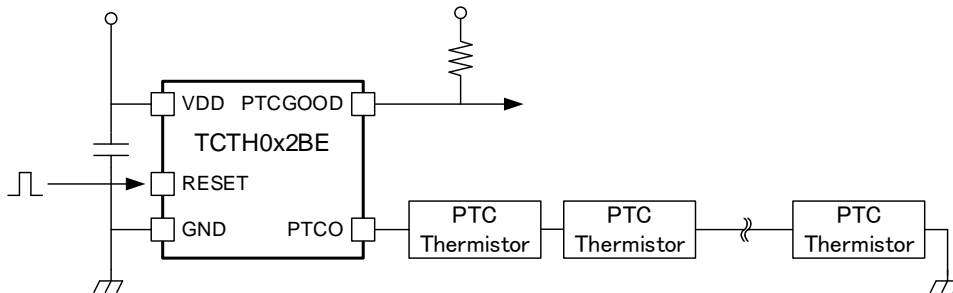 VDD PTCGOOD
TCTH0x2BE
RESET
GND PTCO
PTC
Thermistor
PTC
Thermistor
PTC
Thermistor